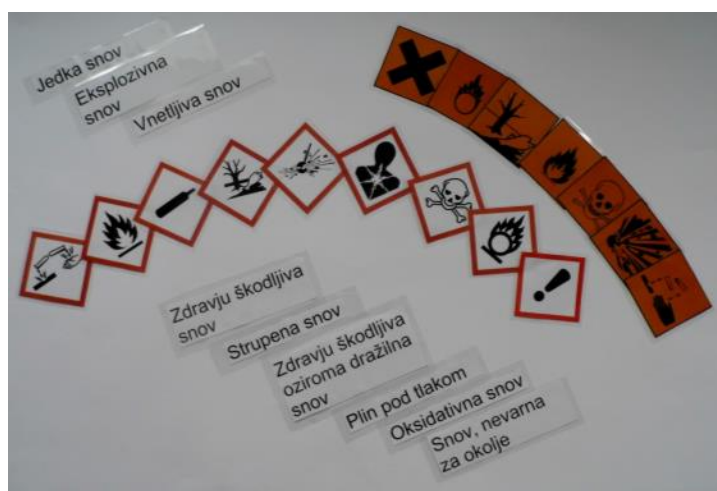 Jedka snov
Eksplozivna
snov
Vnetljiva snov
Zdravju škodljiva
snov
Strupena snov
Zdravju škodljiva
oziroma dražilna
snov
Plin pod tlakom
Oksidativna snov
Snov, nevarna
za okolje